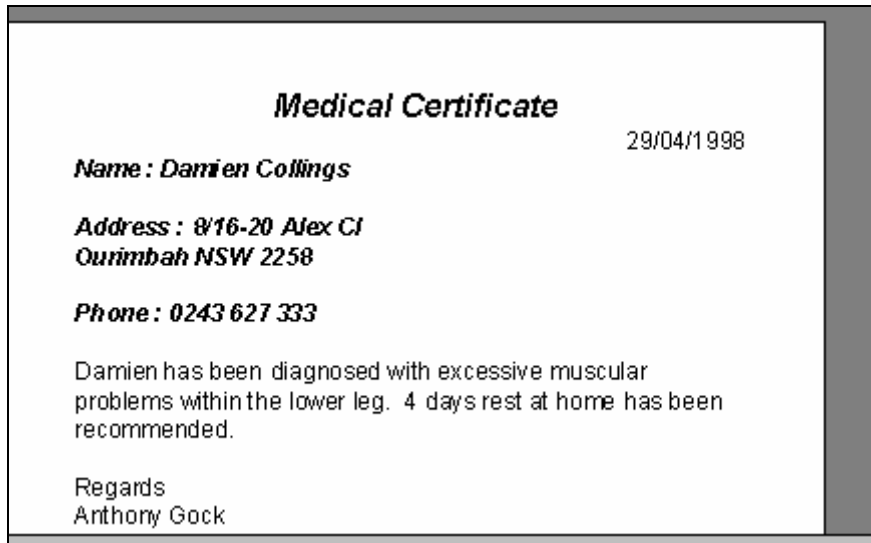 Medical Certificate
29/04/1998
Name : Damien Collings
Address : 8/16-20 Alex Cl
Ourimbah NSW 2258
Phone : 0243 627 333
Damien has been diagnosed with excessive muscular
problems within the lower leg. 4 days rest at home has been
recommended.
Regards
Anthony Gock